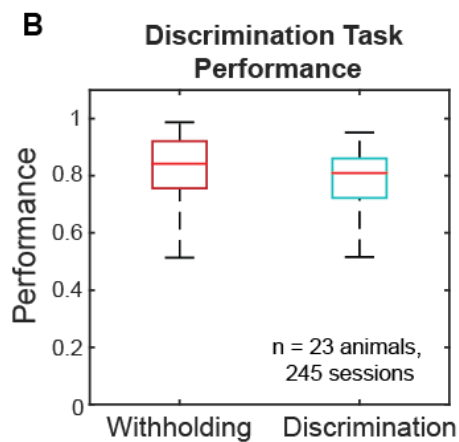 B
Discrimination Task
Performance
Performance
1
0.8
0.6
0.4
0.2
0
n = 23 animals,
245 sessions
Withholding
Discrimination